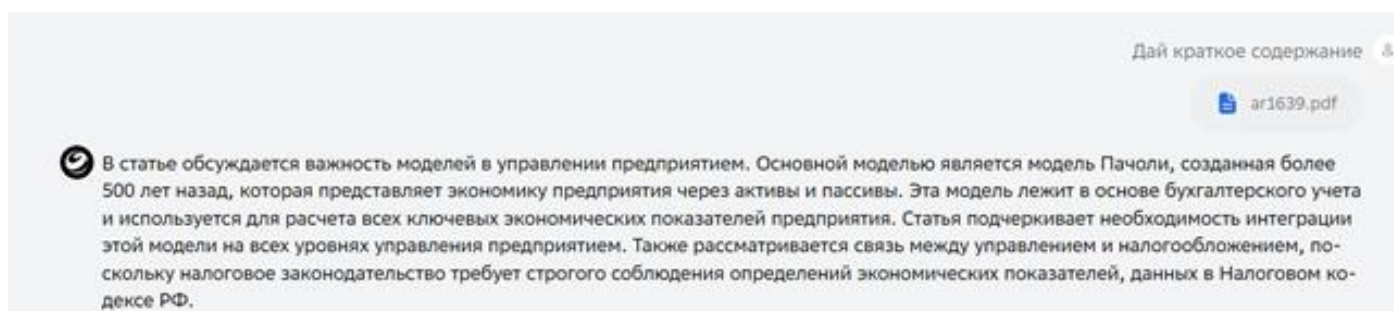 Дай краткое содержание
ar1639.pdf
В статье обсуждается важность моделей в управлении предприятием. Основной моделью является модель Пачоли, созданная более
500 лет назад, которая представляет экономику предприятия через активы и пассивы. Эта модель лежит в основе бухгалтерского учета
и используется для расчета всех ключевых экономических показателей предприятия. Статья подчеркивает необходимость интеграции
этой модели на всех уровнях управления предприятием. Также рассматривается связь между управлением и налогообложением, по-
скольку налоговое законодательство требует строгого соблюдения определений экономических показателей, данных в Налоговом ко-
дексе РФ.